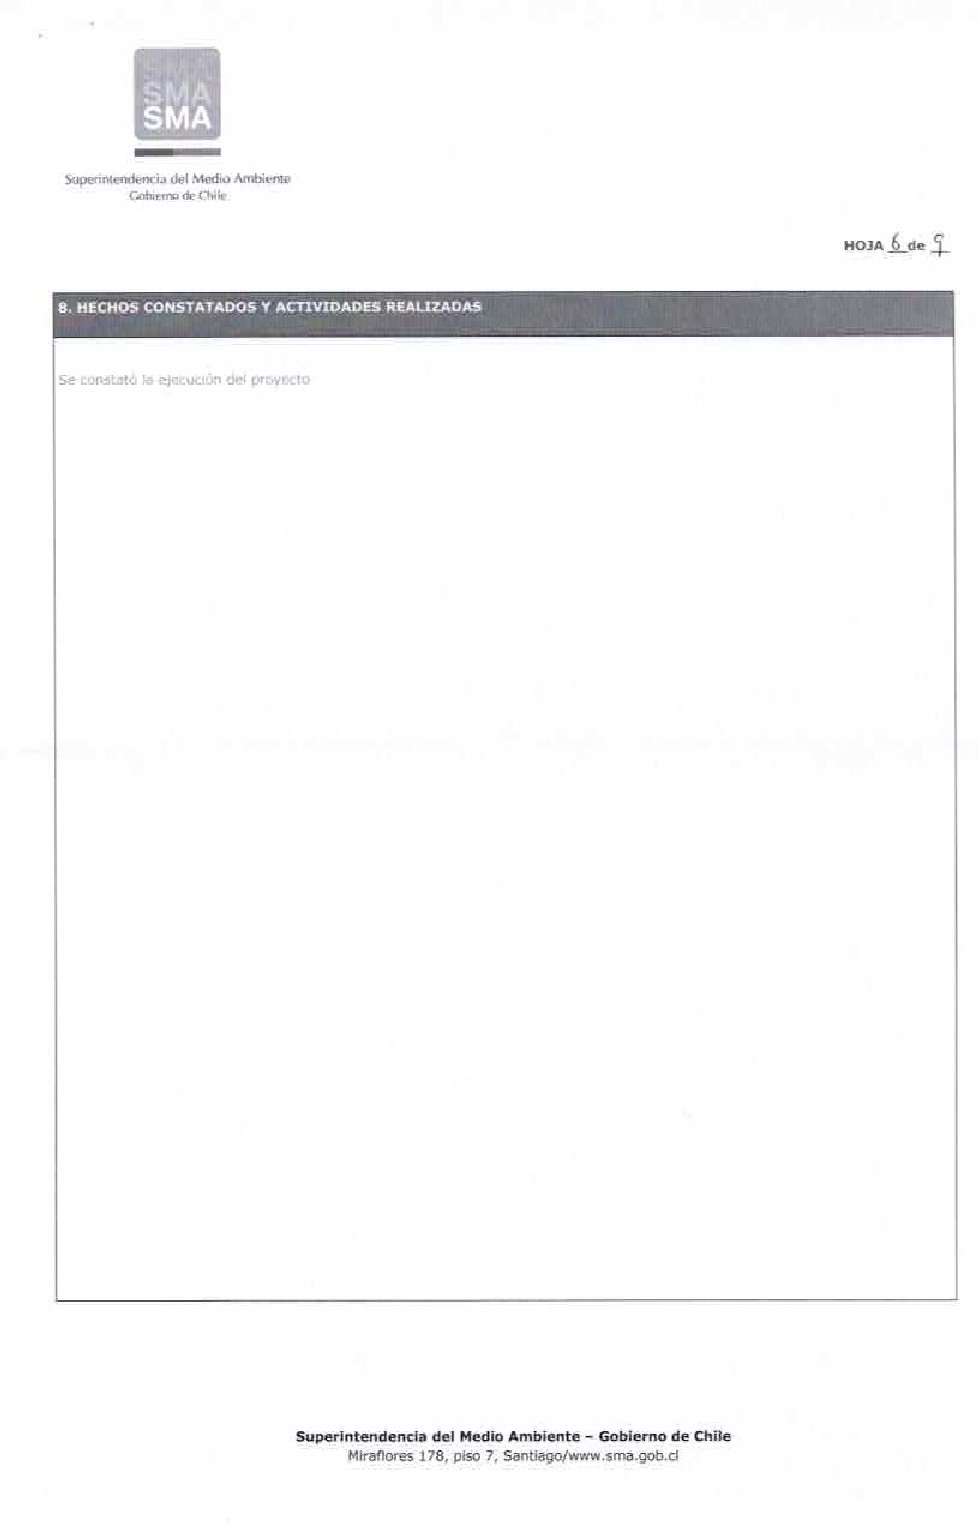 SMA
SMA
SMA
Superintendencia del Medio Ambiente
Gobierno de Chile
HOJA 6 de 9
8. HECHOS CONSTATADOS Y ACTIVIDADES REALIZADAS
Se constató la ejecución del proyecto
Superintendencia del Medio Ambiente – Gobierno de Chile
Miraflores 178, piso 7, Santiago/www.sma.gob.cl